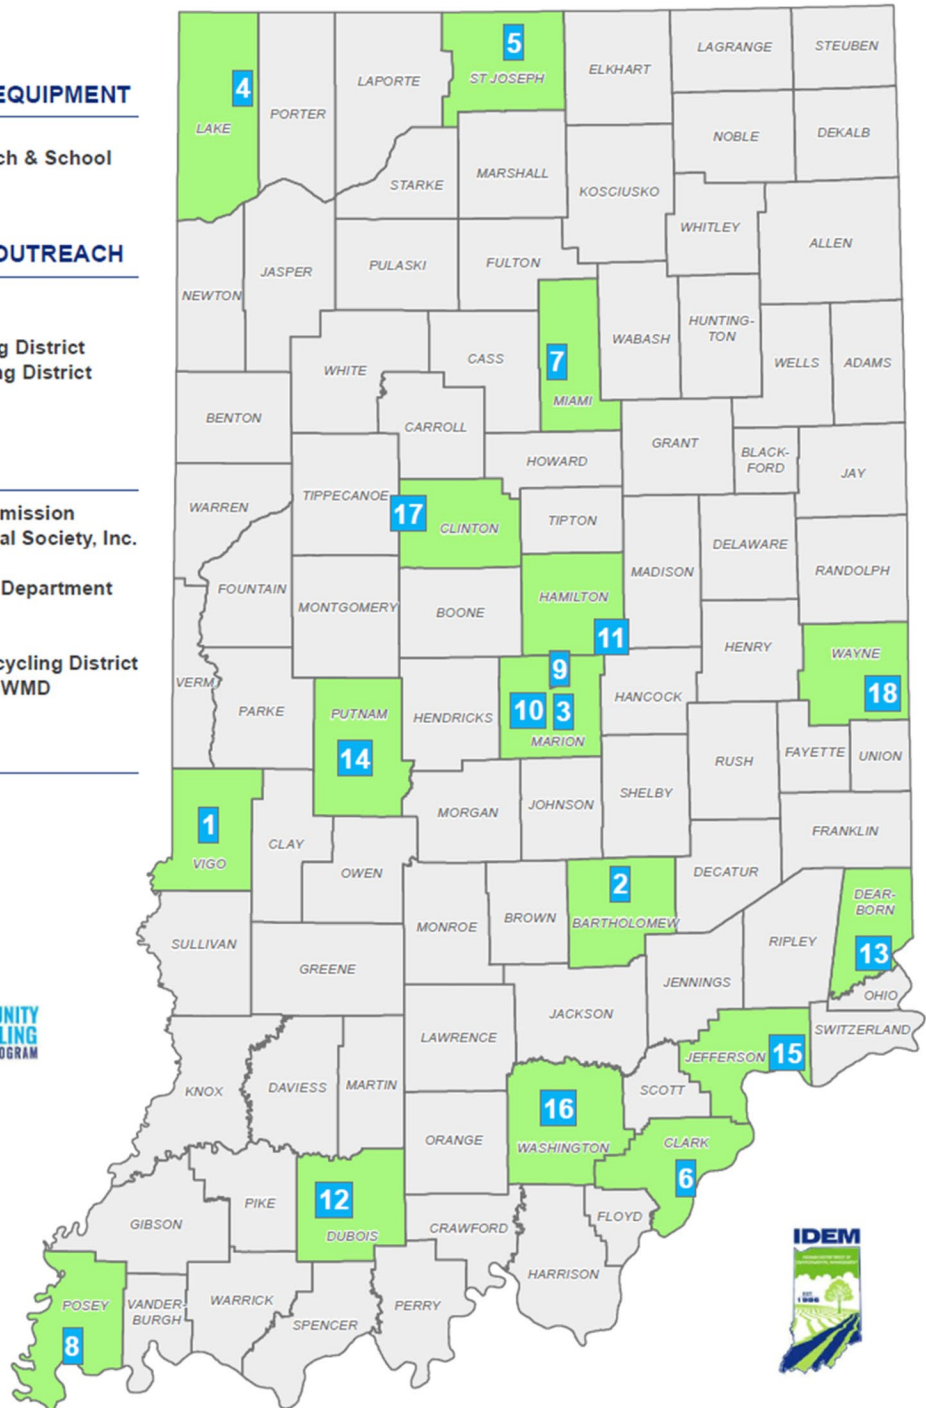 EQUIPMENT
ch & School
OUTREACH
g District
ng District
mission
al Society, Inc.
Department
cycling District
WMD
NITY
LING
OGRAM
4
LAKE
PORTER
LAPORTE
5
ST JOSEPH
ELKHART
LAGRANGE
STEUBEN
NOBLE
DEKALB
STARKE
MARSHALL
KOSCIUSKO
WHITLEY
ALLEN
NEWTON
JASPER
PULASKI
FULTON
WHITE
CASS
7
MIAMI
WABASH
HUNTING-
TON
WELLS
ADAMS
BENTON
CARROLL
HOWARD
GRANT
BLACK-
FORD
JAY
WARREN
TIPPECANOE
17
CLINTON
TIPTON
MADISON
DELAWARE
RANDOLPH
FOUNTAIN
MONTGOMERY
BOONE
HAMILTON
11
HENRY
WAYNE
18
VERM
PARKE
PUTNAM
14
HENDRICKS
9
10
3
MARION
HANCOCK
RUSH
FAYETTE
UNION
1
VIGO
CLAY
OWEN
MORGAN
JOHNSON
SHELBY
FRANKLIN
SULLIVAN
GREENE
MONROE
BROWN
2
BARTHOLOMEW
DECATUR
DEAR-
BORN
13
RIPLEY
OHIO
JENNINGS
JACKSON
LAWRENCE
SWITZERLAND
JEFFERSON
15
KNOX
DAVIESS
MARTIN
ORANGE
16
WASHINGTON
SCOTT
CLARK
6
GIBSON
PIKE
12
DUBOIS
CRAWFORD
FLOYD
HARRISON
POSEY
8
VANDER-
BURGH
WARRICK
SPENCER
PERRY
IDEM
EST.
1986